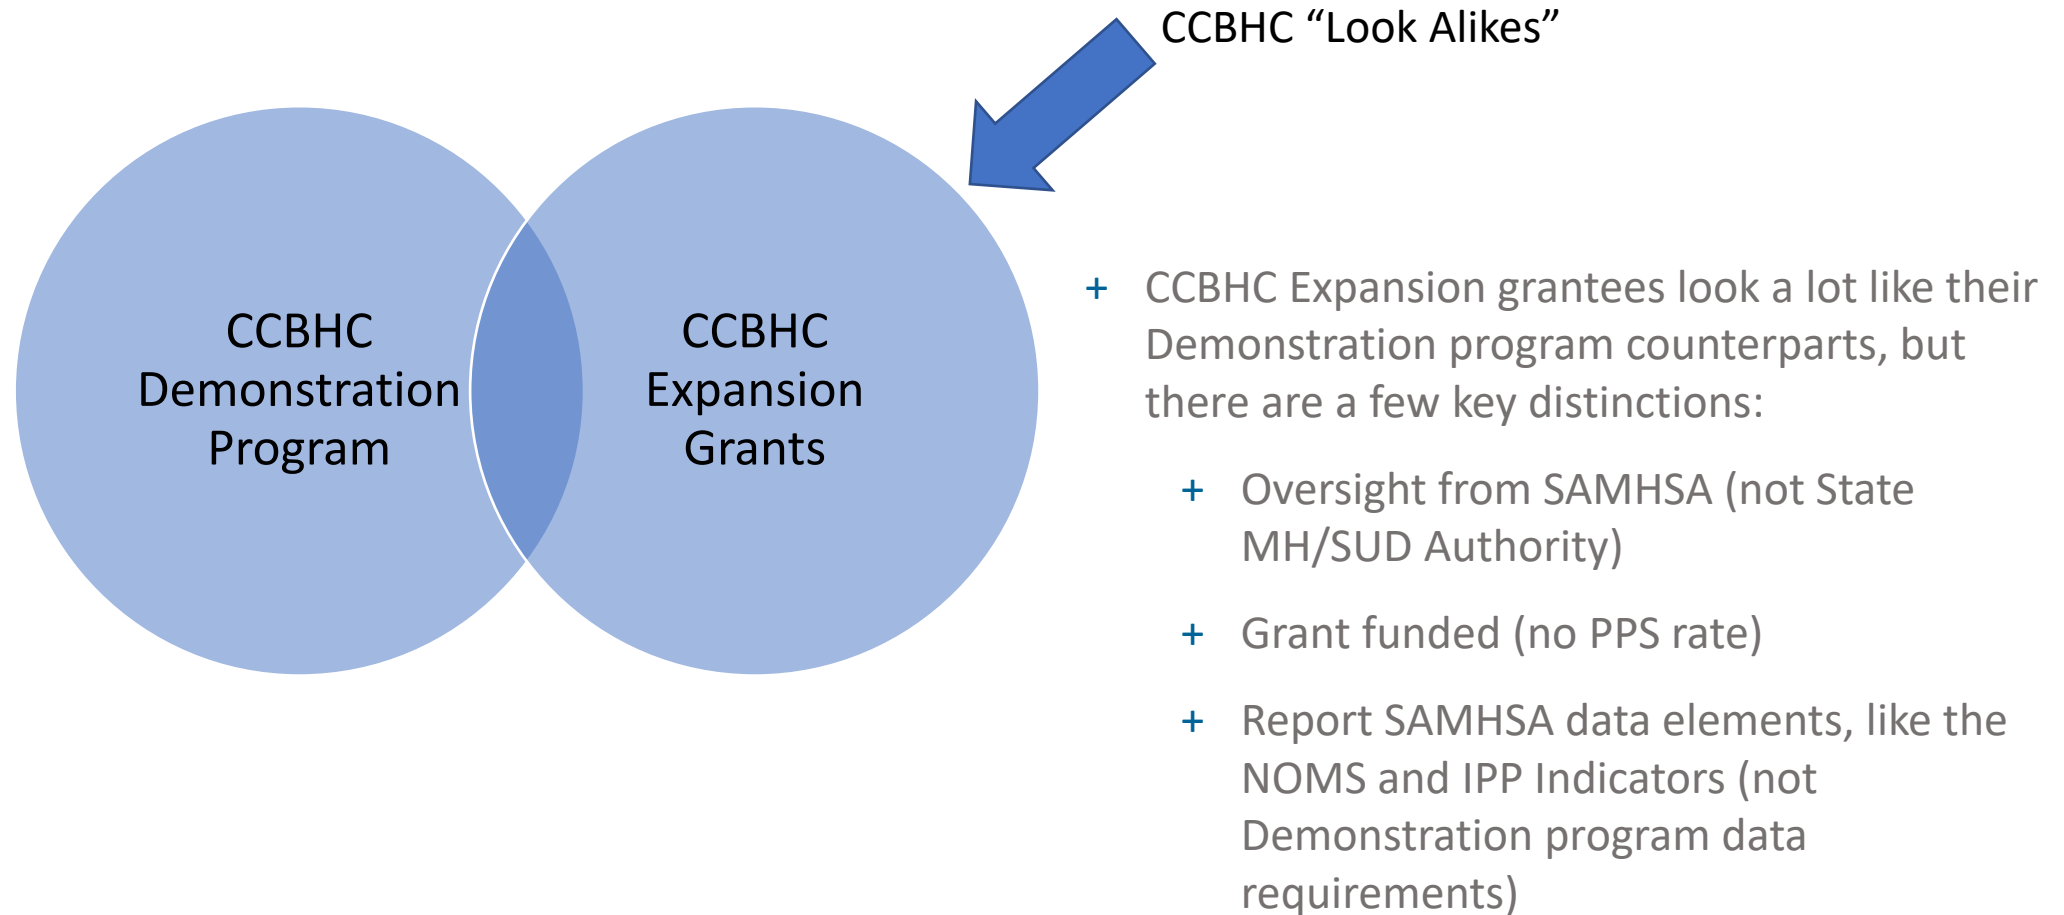 CCBHC “Look Alikes”
CCBHC
Demonstration
Program
CCBHC
Expansion
Grants
+ CCBHC Expansion grantees look a lot like their
Demonstration program counterparts, but
there are a few key distinctions:
+ Oversight from SAMHSA (not State
MH/SUD Authority)
+ Grant funded (no PPS rate)
+ Report SAMHSA data elements, like the
NOMS and IPP Indicators (not
Demonstration program data
requirements)